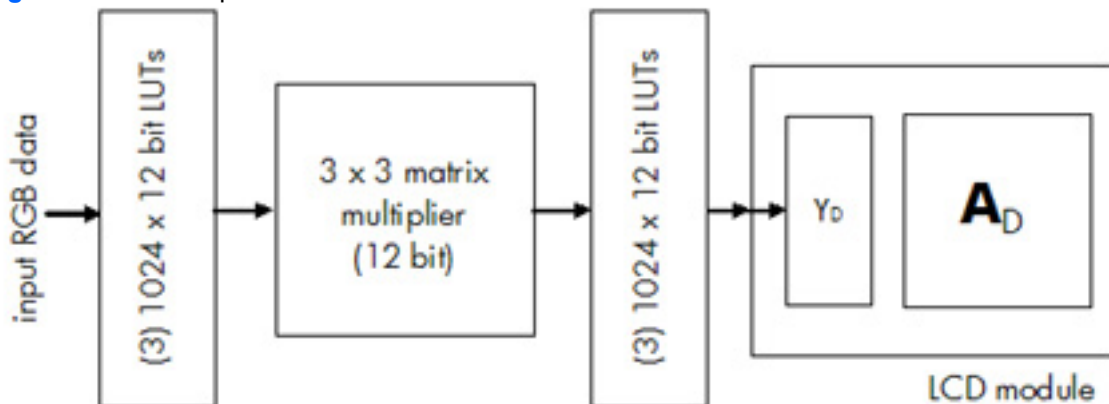 input RGB data
(3) 1024 x 12 bit LUTs
3 x 3 matrix
multiplier
(12 bit)
(3) 1024 x 12 bit LUTs
YD
AD
LCD module